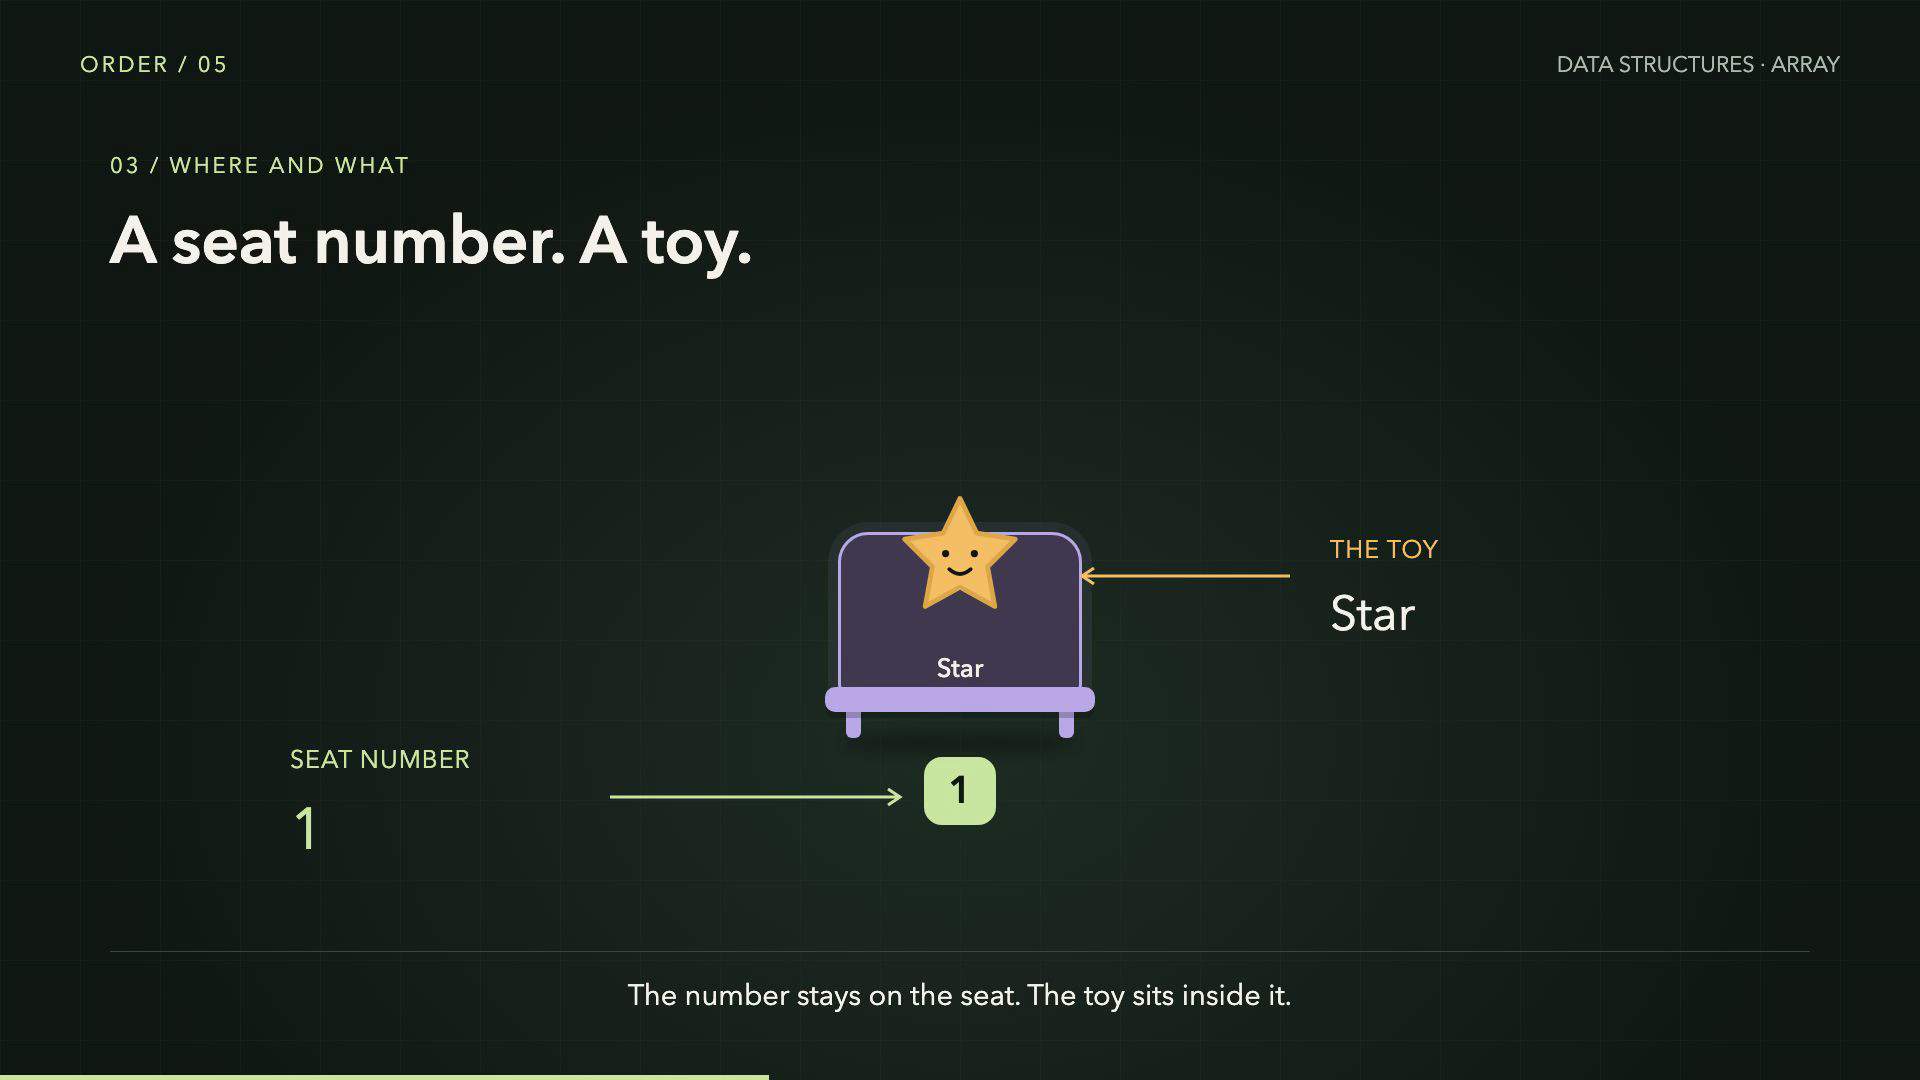 ORDER / 05
DATA STRUCTURES · ARRAY
03 / WHERE AND WHAT
A seat number. A toy.
THE TOY
Star
Star
SEAT NUMBER
1
1
The number stays on the seat. The toy sits inside it.